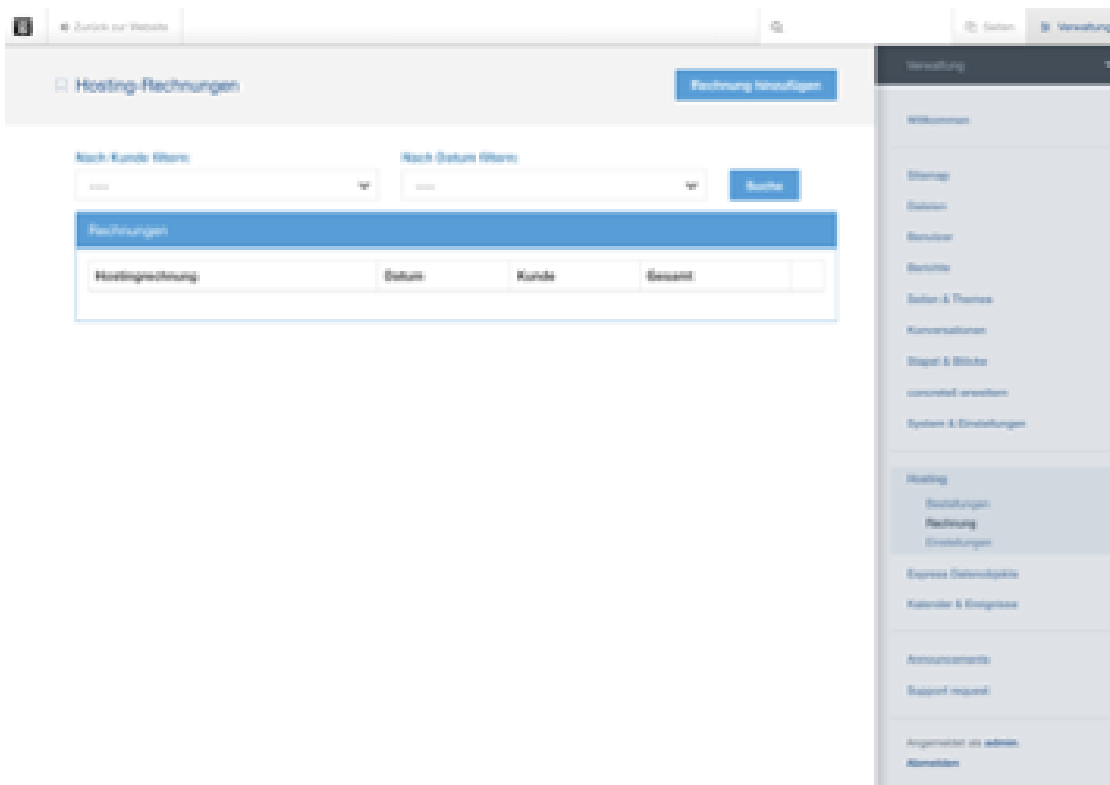 Zurück zur Website
Seiten
Verwaltung
Hosting-Rechnungen
Rechnung hinzufügen
Nach Kunde filtern:
Nach Datum filtern:
----
----
Suche
Rechnungen
Hostingrechnung Datum Kunde Gesamt
Verwaltung
Willkommen
Sitemap
Dateien
Benutzer
Berichte
Seiten & Themes
Konversationen
Stapel & Blöcke
concrete5 erweitern
System & Einstellungen
Hosting
Bestellungen
Rechnung
Einstellungen
Express Datenobjekte
Kalender & Ereignisse
Announcements
Support request
Angemeldet als admin.
Abmelden